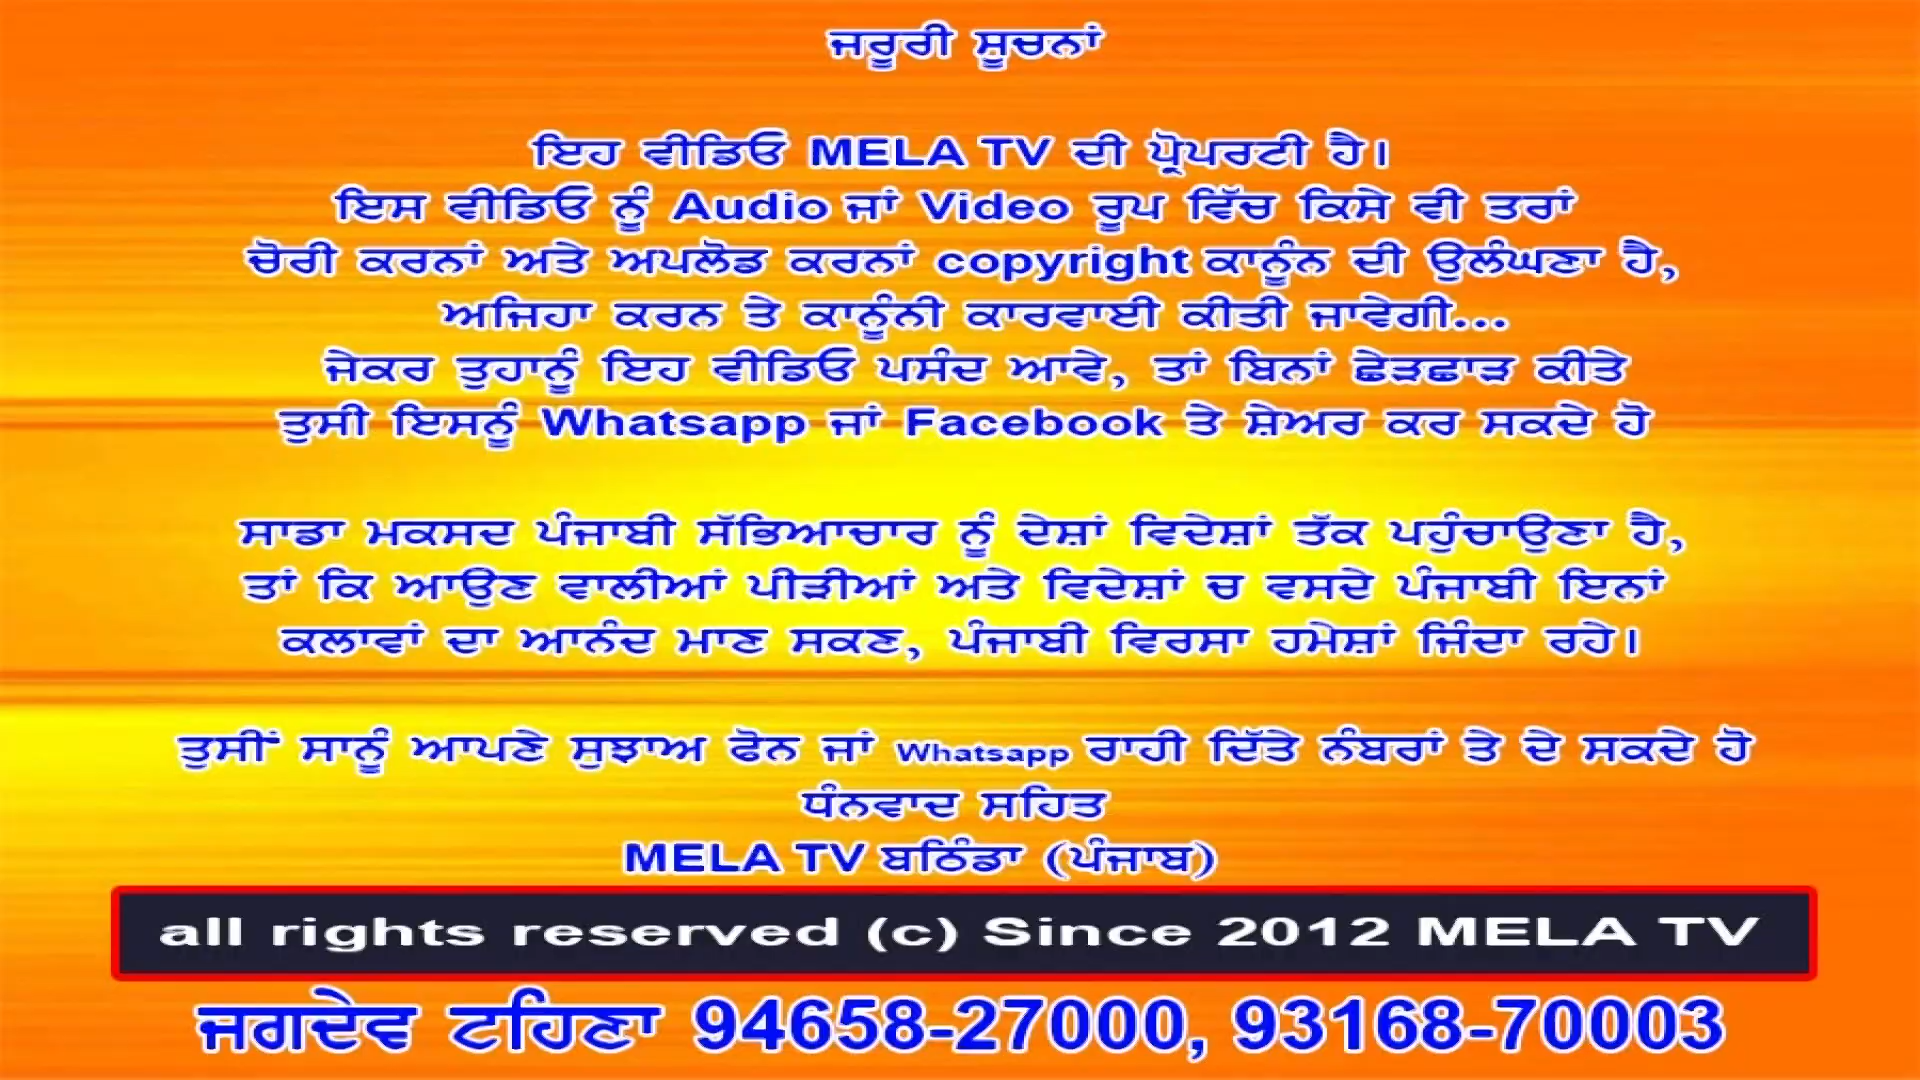 ਜਰੂਰੀ ਸੂਚਨਾਂ
ਇਹ ਵੀਡਿਓ MELA TV ਦੀ ਪ੍ਰੋਪਰਟੀ ਹੈ।
ਇਸ ਵੀਡਿਓ ਨੂੰ Audio ਜਾਂ Video ਰੂਪ ਵਿੱਚ ਕਿਸੇ ਵੀ ਤਰਾਂ
ਚੋਰੀ ਕਰਨਾਂ ਅਤੇ ਅਪਲੋਡ ਕਰਨਾਂ copyright ਕਾਨੂੰਨ ਦੀ ਉਲੰਘਣਾ ਹੈ,
ਅਜਿਹਾ ਕਰਨ ਤੇ ਕਾਨੂੰਨੀ ਕਾਰਵਾਈ ਕੀਤੀ ਜਾਵੇਗੀ...
ਜੇਕਰ ਤੁਹਾਨੂੰ ਇਹ ਵੀਡਿਓ ਪਸੰਦ ਆਵੇ, ਤਾਂ ਬਿਨਾਂ ਛੇੜਛਾੜ ਕੀਤੇ
ਤੁਸੀ ਇਸਨੂੰ Whatsapp ਜਾਂ Facebook ਤੇ ਸ਼ੇਅਰ ਕਰ ਸਕਦੇ ਹੋ
ਸਾਡਾ ਮਕਸਦ ਪੰਜਾਬੀ ਸੱਭਿਆਚਾਰ ਨੂੰ ਦੇਸ਼ਾਂ ਵਿਦੇਸ਼ਾਂ ਤੱਕ ਪਹੁੰਚਾਉਣਾ ਹੈ,
ਤਾਂ ਕਿ ਆਉਣ ਵਾਲੀਆਂ ਪੀੜੀਆਂ ਅਤੇ ਵਿਦੇਸ਼ਾਂ ਚ ਵਸਦੇ ਪੰਜਾਬੀ ਇਨਾਂ
ਕਲਾਵਾਂ ਦਾ ਆਨੰਦ ਮਾਣ ਸਕਣ, ਪੰਜਾਬੀ ਵਿਰਸਾ ਹਮੇਸ਼ਾਂ ਜਿੰਦਾ ਰਹੇ।
ਤੁਸੀਂ ਸਾਨੂੰ ਆਪਣੇ ਸੁਝਾਅ ਫੋਨ ਜਾਂ Whatsapp ਰਾਹੀ ਦਿੱਤੇ ਨੰਬਰਾਂ ਤੇ ਦੇ ਸਕਦੇ ਹੋ
ਧੰਨਵਾਦ ਸਹਿਤ
MELA TV ਬਠਿੰਡਾ (ਪੰਜਾਬ)
all rights reserved (c) Since 2012 MELA TV
ਜਗਦੇਵ ਟਹਿਣਾ 94658-27000, 93168-70003